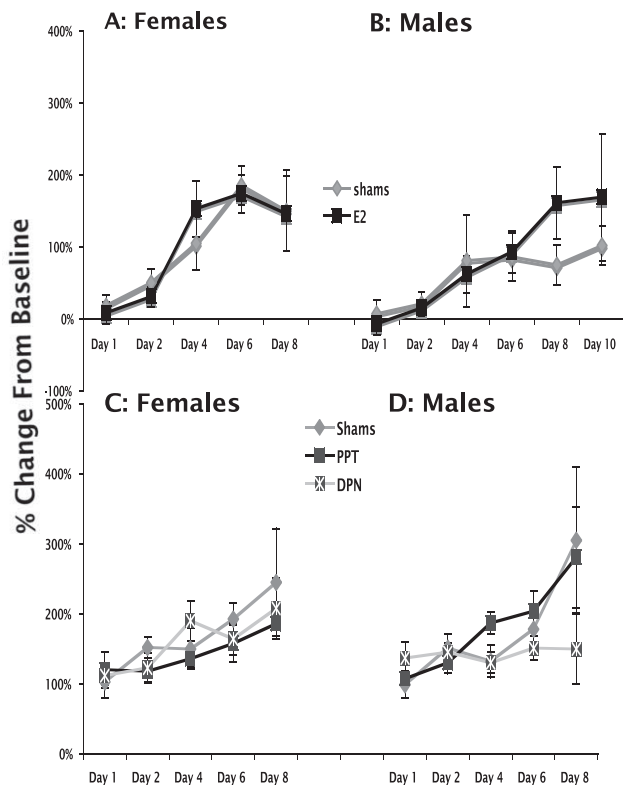 A: Females
B: Males
400%
300%
200%
100%
0%
-100%
shams
E2
Day 1 Day 2 Day 4 Day 6 Day 8
Day 1 Day 2 Day 4 Day 6 Day 8 Day 10
% Change From Baseline
C: Females
D: Males
500%
400%
300%
200%
100%
0%
Shams
PPT
DPN
Day 1 Day 2 Day 4 Day 6 Day 8
Day 1 Day 2 Day 4 Day 6 Day 8